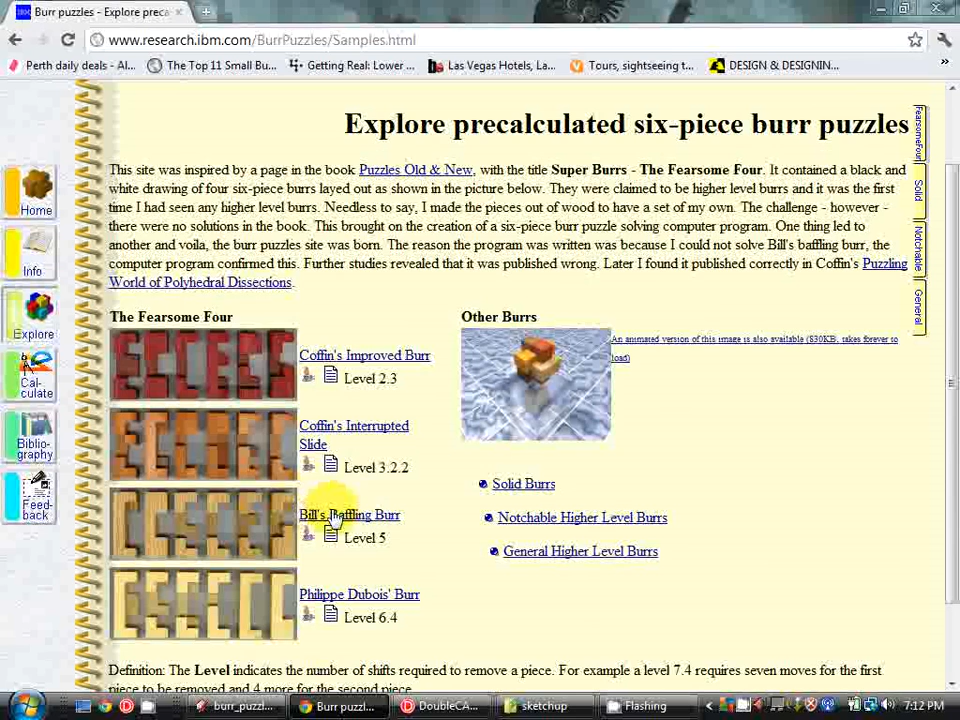 Burr puzzles - Explore preca
www.research.ibm.com/BurrPuzzles/Samples.html
Perth daily deals - Al...
The Top 11 Small Bu...
Getting Real: Lower ...
Las Vegas Hotels, La...
Tours, sightseeing t...
DESIGN & DESIGNIN...
Explore precalculated six-piece burr puzzles
This site was inspired by a page in the book Puzzles Old & New, with the title Super Burrs - The Fearsome Four. It contained a black and
white drawing of four six-piece burrs layed out as shown in the picture below. They were claimed to be higher level burrs and it was the first
time I had seen any higher level burrs. Needless to say, I made the pieces out of wood to have a set of my own. The challenge - however -
there were no solutions in the book. This brought on the creation of a six-piece burr puzzle solving computer program. One thing led to
another and voila, the burr puzzles site was born. The reason the program was written was because I could not solve Bill's baffling burr, the
computer program confirmed this. Further studies revealed that it was published wrong. Later I found it published correctly in Coffin's Puzzling
World of Polyhedral Dissections.
Home
Info
Explore
Cal-
culate
Biblio-
graphy
Feed-
back
FearsomeFour
Solid
Notchable
General
The Fearsome Four
Coffin's Improved Burr
Level 2.3
Coffin's Interrupted
Slide
Level 3.2.2
Bill's Baffling Burr
Level 5
Philippe Dubois' Burr
Level 6.4
Other Burrs
An animated version of this image is also available (830KB, takes forever to
load)
Solid Burrs
Notchable Higher Level Burrs
General Higher Level Burrs
Definition: The Level indicates the number of shifts required to remove a piece. For example a level 7.4 requires seven moves for the first
piece to be removed and 4 more for the second piece.
burr_puzzl...
Burr puzzl...
DoubleCA...
sketchup
Flashing
7:12 PM